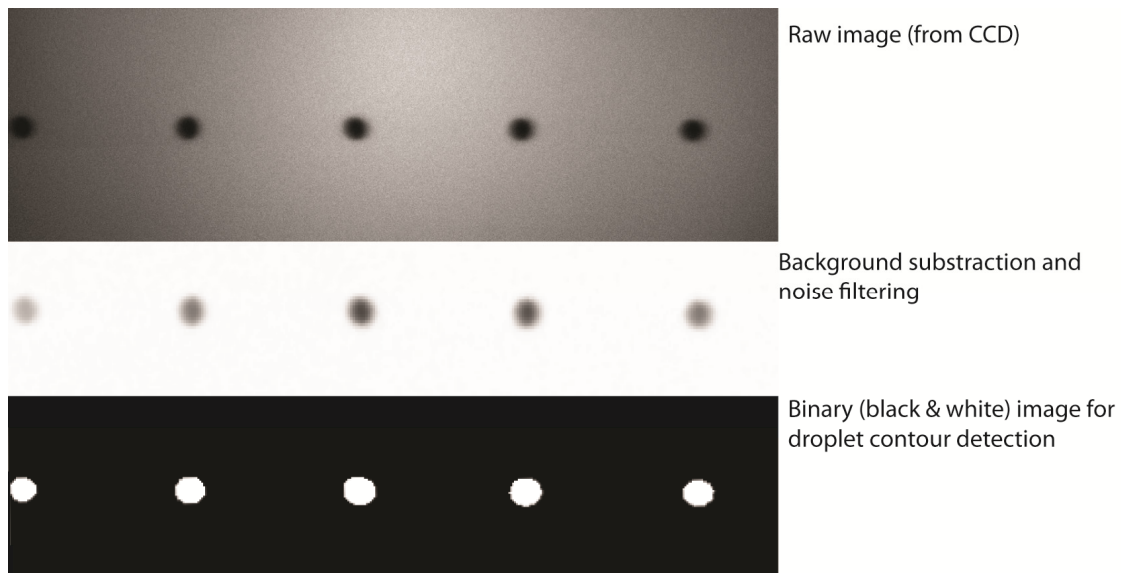 Raw image (from CCD)
Background substraction and
noise filtering
Binary (black & white) image for
droplet contour detection